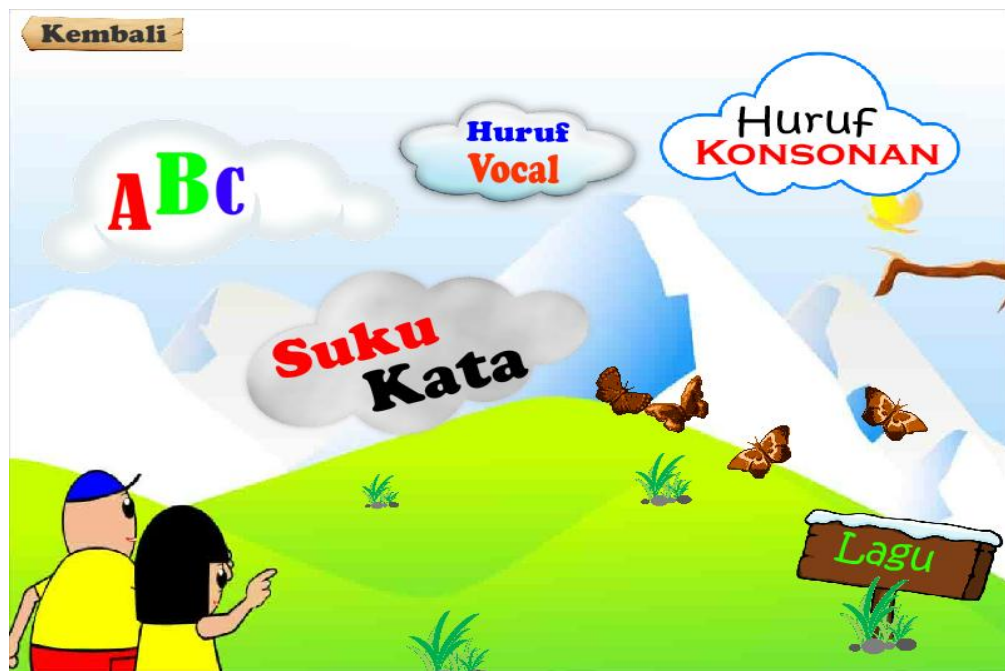 Kembali
ABC
Huruf
Vocal
Huruf
KONSONAN
Suku
Kata
Lagu